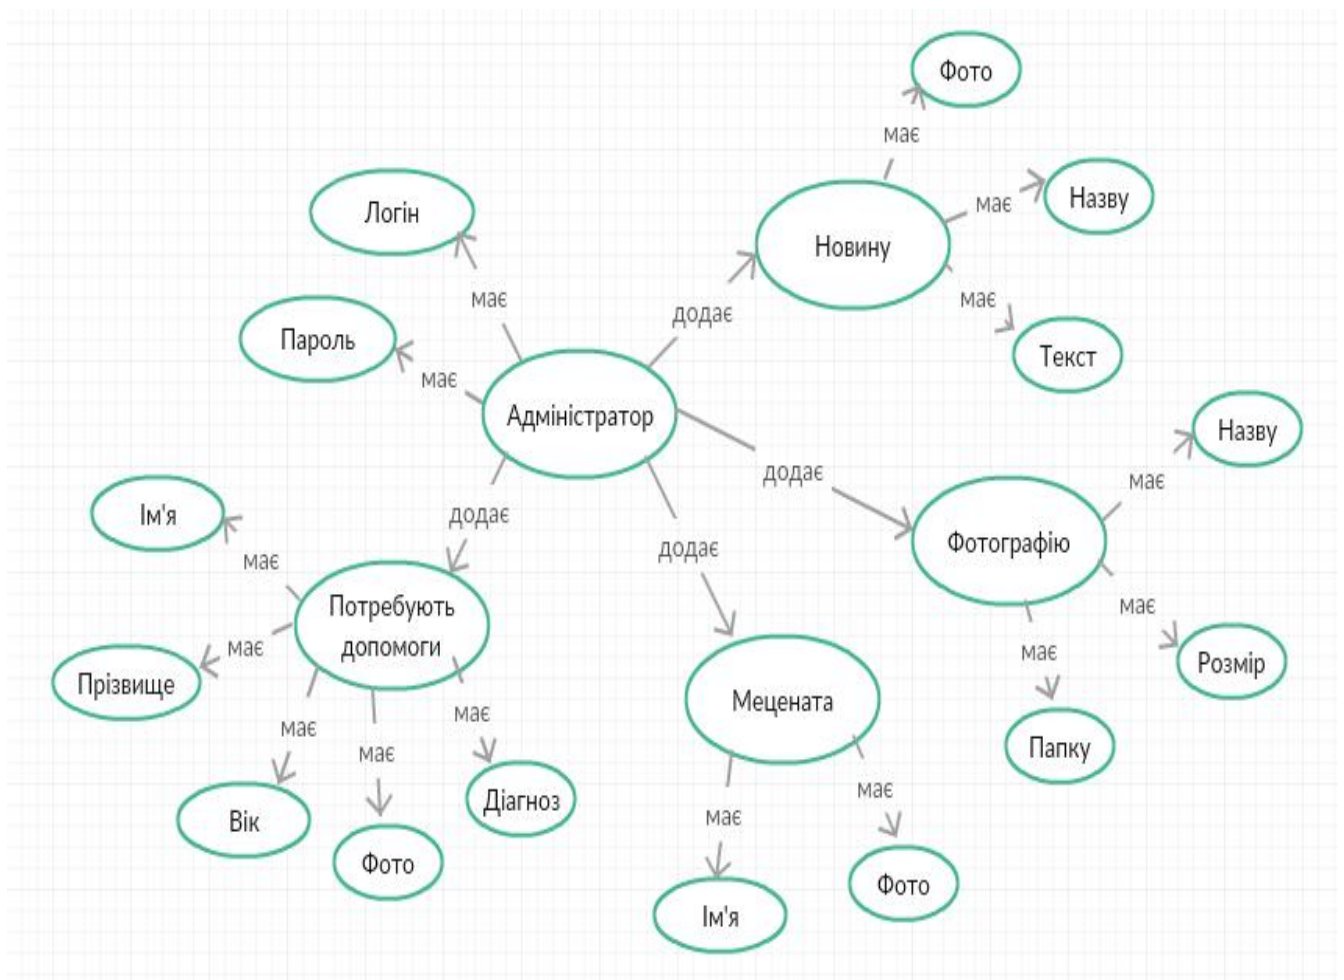 Фото
має
Логін
Назву
має
Новину
має
має
додає
Текст
Пароль
має
Адміністратор
Назву
додає
має
Ім'я
додає
Фотографію
додає
має
має
Потребують
допомоги
має
має
Розмір
Прізвище
Мецената
має
має
Папку
має
має
Діагноз
Вік
має
Фото
Фото
Ім'я